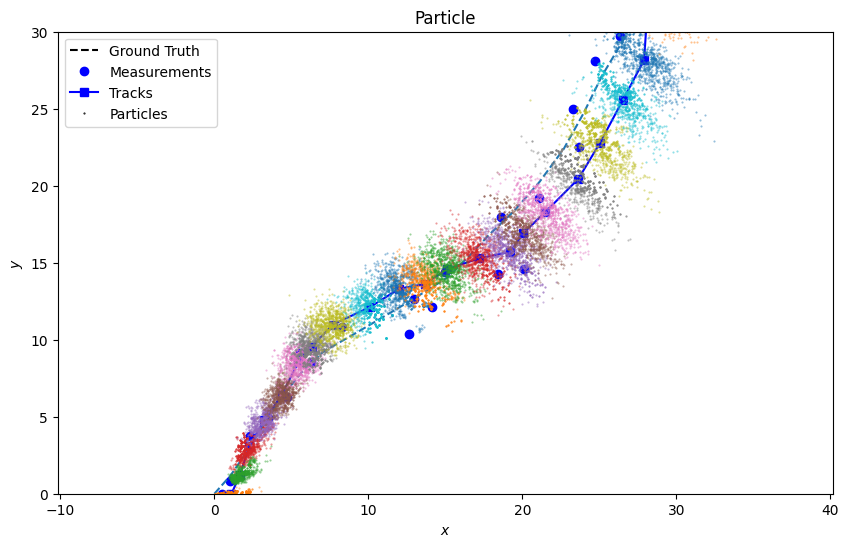 Particle
Ground Truth
Measurements
Tracks
Particles
30
25
20
15
10
5
0
y
−10
0
10
20
30
40
x